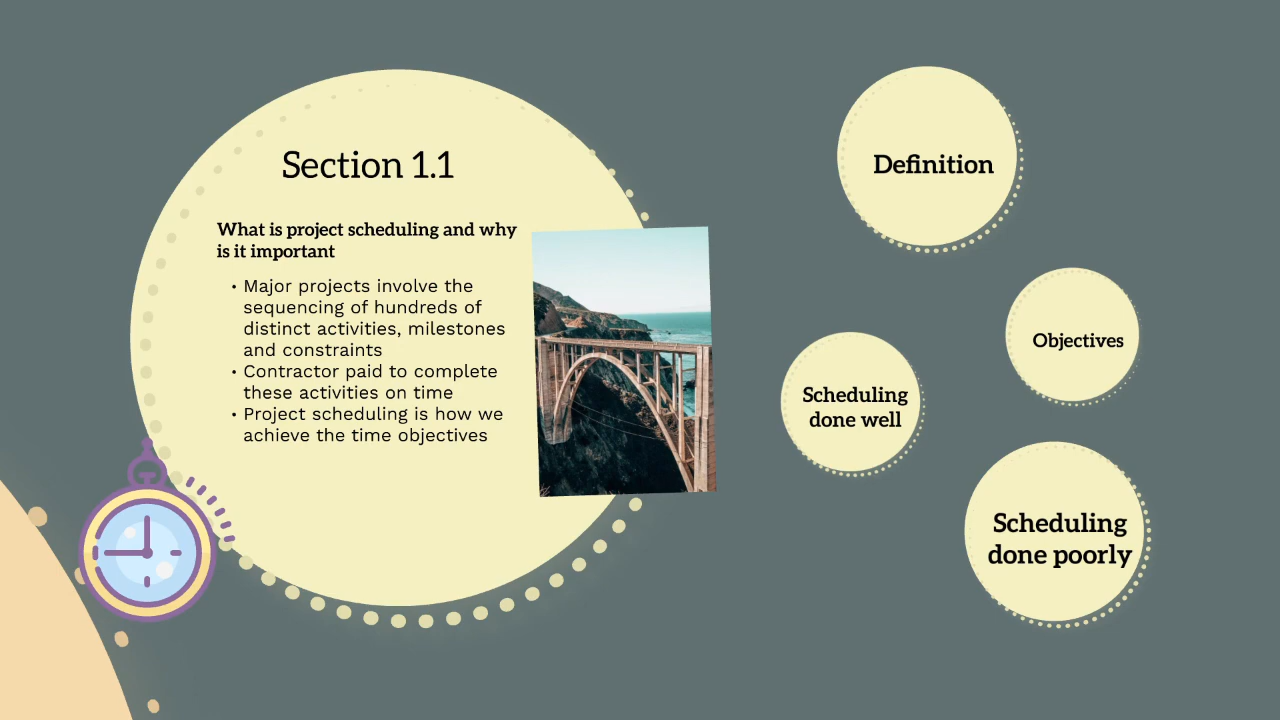 Section 1.1
What is project scheduling and why
is it important
• Major projects involve the
sequencing of hundreds of
distinct activities, milestones
and constraints
• Contractor paid to complete
these activities on time
• Project scheduling is how we
achieve the time objectives
Definition
Objectives
Scheduling
done well
Scheduling
done poorly